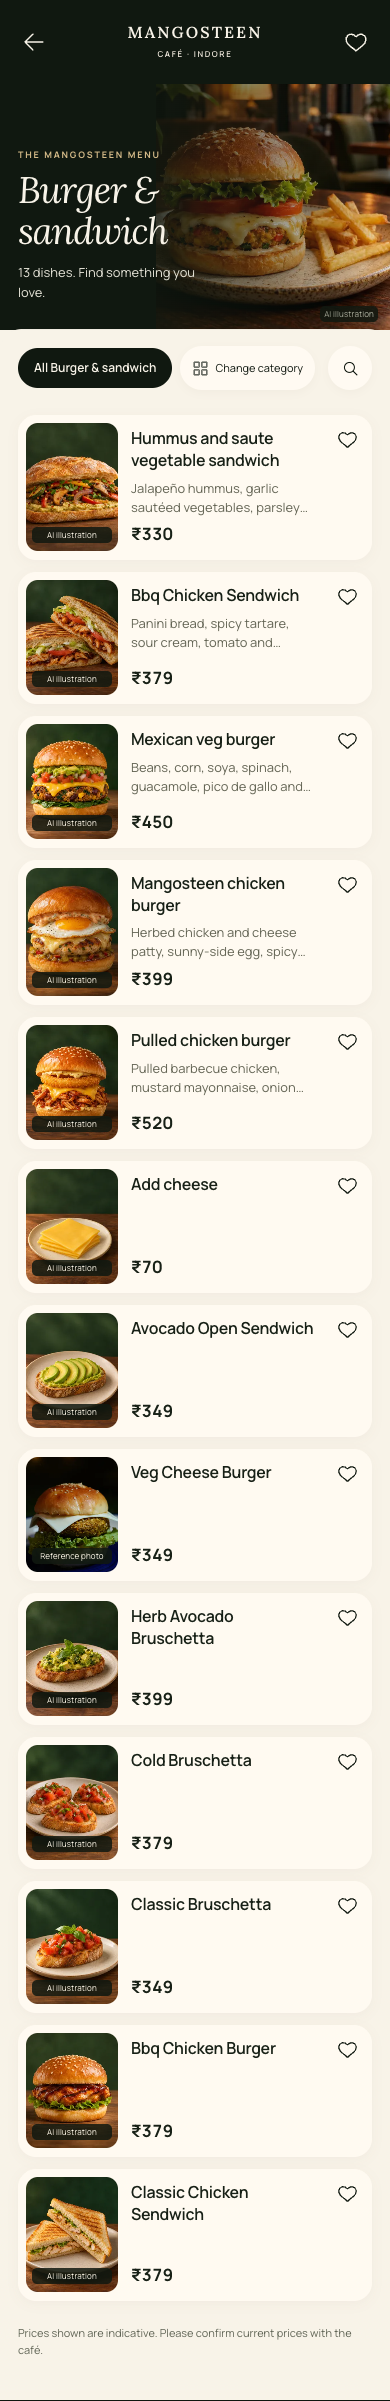 MANGOSTEEN
CAFÉ · INDORE
THE MANGOSTEEN MENU
Burger &
sandwich
13 dishes. Find something you
love.
AI illustration
All Burger & sandwich
Change category
Hummus and saute
vegetable sandwich
Jalapeño hummus, garlic
sautéed vegetables, parsley...
₹330
AI illustration
Bbq Chicken Sandwich
Panini bread, spicy tartare,
sour cream, tomato and...
₹379
AI illustration
Mexican veg burger
Beans, corn, soya, spinach,
guacamole, pico de gallo and...
₹450
AI illustration
Mangosteen chicken
burger
Herbed chicken and cheese
patty, sunny-side egg, spicy...
₹399
AI illustration
Pulled chicken burger
Pulled barbecue chicken,
mustard mayonnaise, onion...
₹520
AI illustration
Add cheese
₹70
AI illustration
Avocado Open Sandwich
₹349
AI illustration
Veg Cheese Burger
₹349
Reference photo
Herb Avocado
Bruschetta
₹399
AI illustration
Cold Bruschetta
₹379
AI illustration
Classic Bruschetta
₹349
AI illustration
Bbq Chicken Burger
₹379
AI illustration
Classic Chicken
Sandwich
₹379
AI illustration
Prices shown are indicative. Please confirm current prices with the
café.